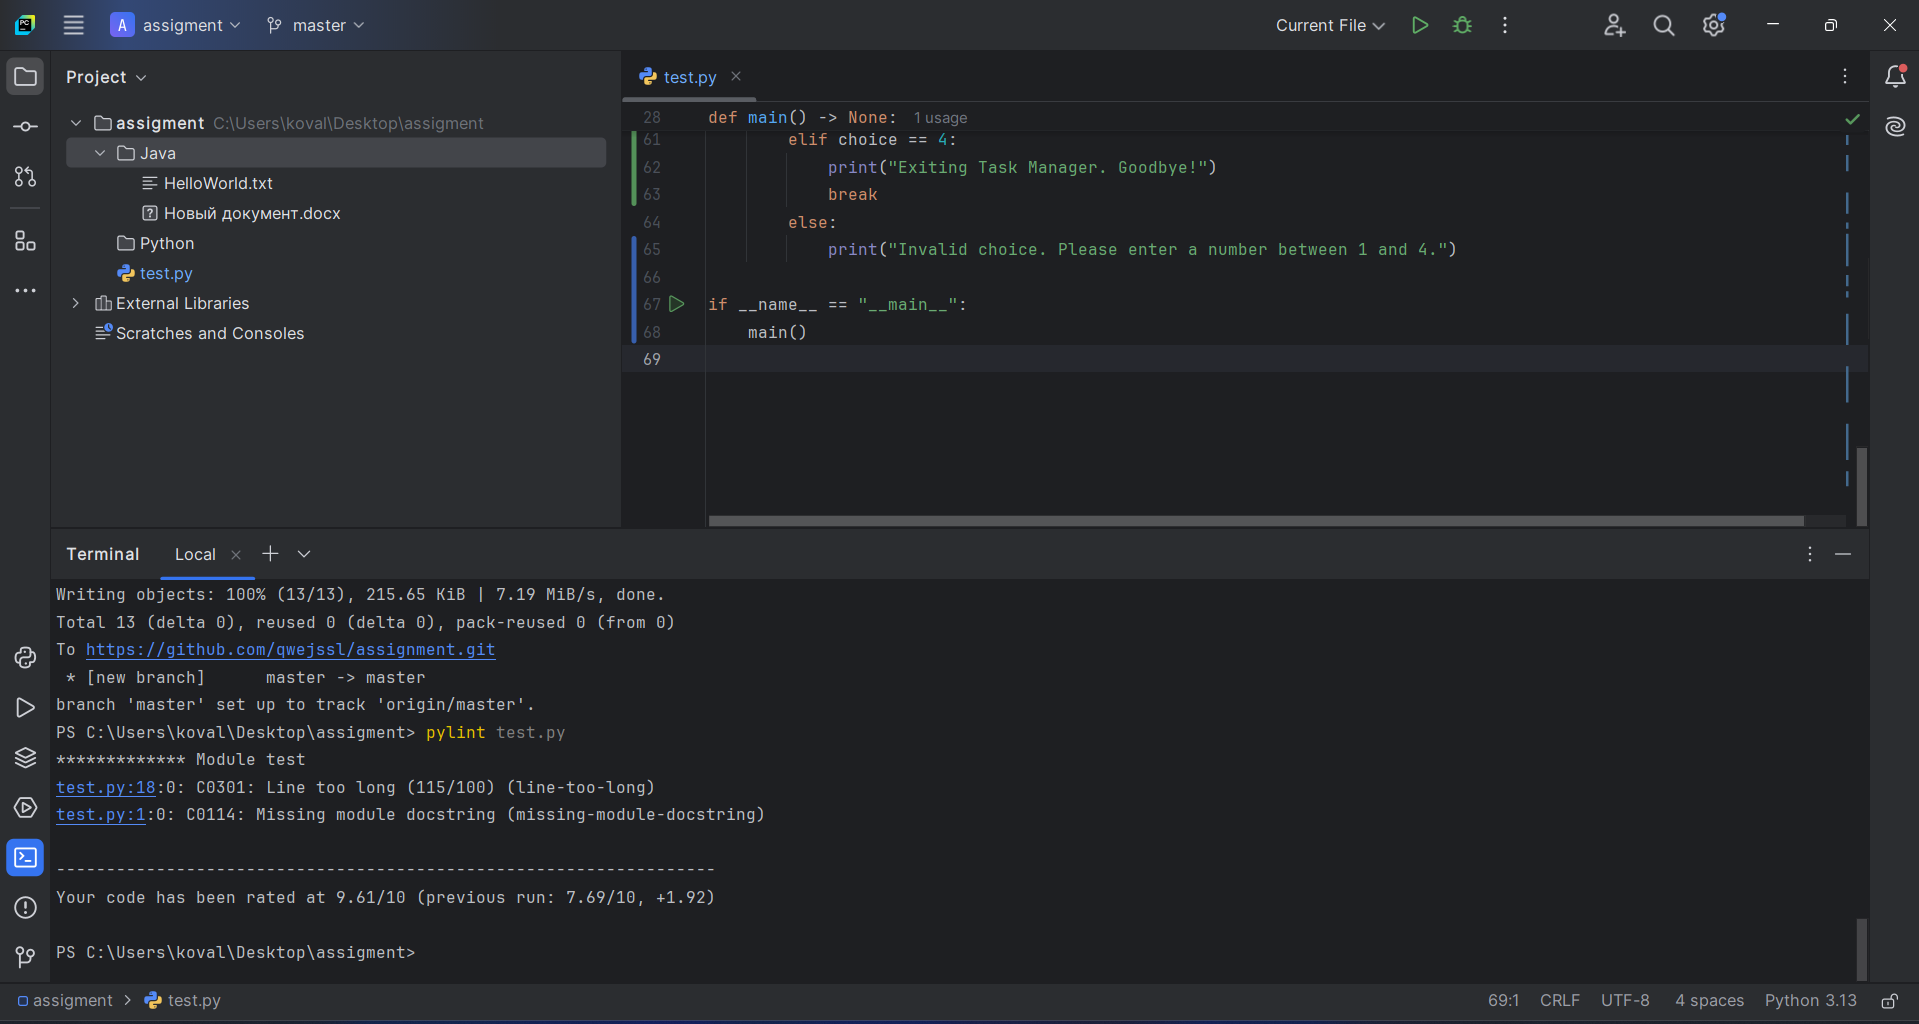 PC A assigment master Current File
Project
test.py
assigment C:\Users\koval\Desktop\assigment
Java
HelloWorld.txt
Новый документ.docx
Python
test.py
External Libraries
Scratches and Consoles
28 def main() -> None: 1 usage
61 elif choice == 4:
62 print("Exiting Task Manager. Goodbye!")
63 break
64 else:
65 print("Invalid choice. Please enter a number between 1 and 4.")
66
67 if __name__ == "__main__":
68 main()
69
Terminal Local
Writing objects: 100% (13/13), 215.65 KiB | 7.19 MiB/s, done.
Total 13 (delta 0), reused 0 (delta 0), pack-reused 0 (from 0)
To https://github.com/qwejssl/assignment.git
* [new branch] master -> master
branch 'master' set up to track 'origin/master'.
PS C:\Users\koval\Desktop\assigment> pylint test.py
************* Module test
test.py:18:0: C0301: Line too long (115/100) (line-too-long)
test.py:1:0: C0114: Missing module docstring (missing-module-docstring)
------------------------------------------------------------------
Your code has been rated at 9.61/10 (previous run: 7.69/10, +1.92)
PS C:\Users\koval\Desktop\assigment>
assigment > test.py 69:1 CRLF UTF-8 4 spaces Python 3.13